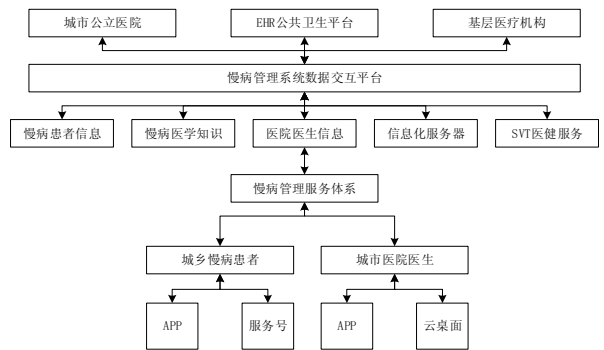 城市公立医院
EHR公共卫生平台
基层医疗机构
慢病管理系统数据交互平台
慢病患者信息
慢病医学知识
医院医生信息
信息化服务器
SVT医健服务
慢病管理服务体系
城乡慢病患者
城市医院医生
APP
服务号
APP
云桌面